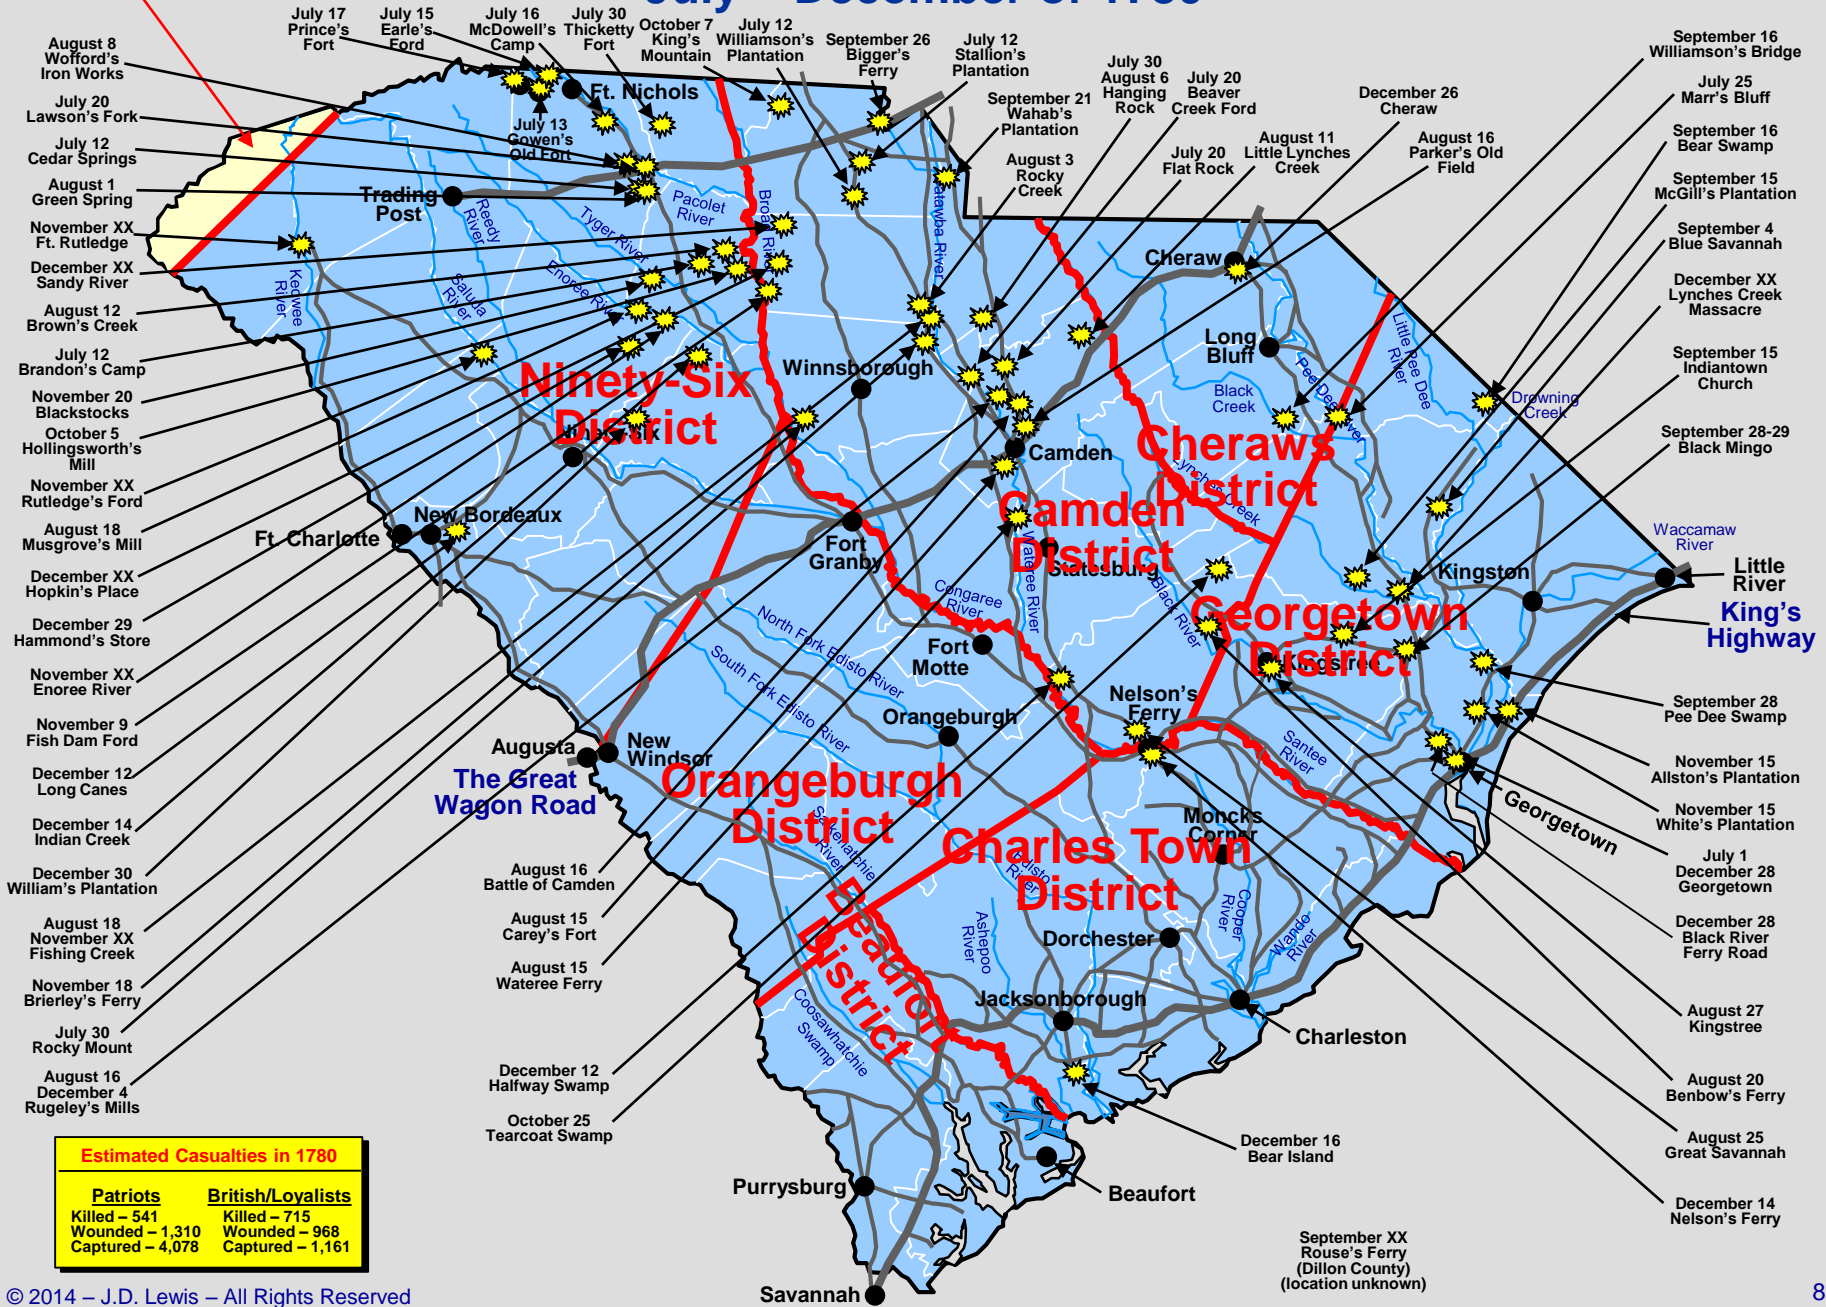 July – December of 1780
July 17
Prince's
Fort
July 15
Earle's
Ford
July 16
McDowell's
Camp
July 30
Thicketty
Fort
October 7
King's
Mountain
July 12
Williamson's
Plantation
September 26
Bigger's
Ferry
July 12
Stallion's
Plantation
September 21
Wahab's
Plantation
July 30
August 6
Hanging
Rock
July 20
Beaver
Creek Ford
August 3
Rocky
Creek
July 20
Flat Rock
December 26
Cheraw
August 11
Little Lynches
Creek
August 16
Parker's Old
Field
September 16
Williamson's Bridge
July 25
Marr's Bluff
September 16
Bear Swamp
September 15
McGill's Plantation
September 4
Blue Savannah
December XX
Lynches Creek
Massacre
September 15
Indiantown
Church
September 28-29
Black Mingo
August 8
Wofford's
Iron Works
July 20
Lawson's Fork
July 12
Cedar Springs
August 1
Green Spring
November XX
Ft. Rutledge
December XX
Sandy River
August 12
Brown's Creek
July 12
Brandon's Camp
November 20
Blackstocks
October 5
Hollingsworth's
Mill
November XX
Rutledge's Ford
August 18
Musgrove's Mill
December XX
Hopkin's Place
December 29
Hammond's Store
November XX
Enoree River
November 9
Fish Dam Ford
December 12
Long Canes
December 14
Indian Creek
December 30
William's Plantation
August 18
November XX
Fishing Creek
November 18
Brierley's Ferry
July 30
Rocky Mount
August 16
December 4
Rugeley's Mills
July 13
Gowen's
Old Fort
Ft. Nichols
Trading
Post
Keowee
River
Saluda
River
Reedy
River
Tyger River
Enoree River
Pacolet
River
Broad River
Catawba River
Ninety-Six
District
Ninety-Six
Winnsborough
Cheraw
Long
Bluff
Black
Creek
Pee Dee River
Little Pee Dee
River
Drowning
Creek
Cheraws
District
Lynches Creek
Camden
Camden
District
Statesburg
Wateree River
Black River
Georgetown
District
Kingstree
Kingston
Waccamaw
River
Little
River
King's
Highway
Ft. Charlotte
New Bordeaux
Fort
Granby
Congaree
River
Fort
Motte
North Fork Edisto River
South Fork Edisto River
Orangeburgh
Nelson's
Ferry
Santee
River
Augusta
New
Windsor
The Great
Wagon Road
Orangeburgh
District
Salkehatchie
River
Edisto
River
Charles Town
District
Moncks
Corner
Cooper
River
Wando
River
Ashepoo
River
Dorchester
Jacksonborough
Charleston
Beaufort
District
Coosawhatchie
Swamp
Purrysburg
Beaufort
Savannah
Georgetown
August 16
Battle of Camden
August 15
Carey's Fort
August 15
Wateree Ferry
December 12
Halfway Swamp
October 25
Tearcoat Swamp
December 16
Bear Island
September 28
Pee Dee Swamp
November 15
Allston's Plantation
November 15
White's Plantation
July 1
December 28
Georgetown
December 28
Black River
Ferry Road
August 27
Kingstree
August 20
Benbow's Ferry
August 25
Great Savannah
December 14
Nelson's Ferry
September XX
Rouse's Ferry
(Dillon County)
(location unknown)
Estimated Casualties in 1780
Patriots British/Loyalists
Killed – 541 Killed – 715
Wounded – 1,310 Wounded – 968
Captured – 4,078 Captured – 1,161
© 2014 – J.D. Lewis – All Rights Reserved
8